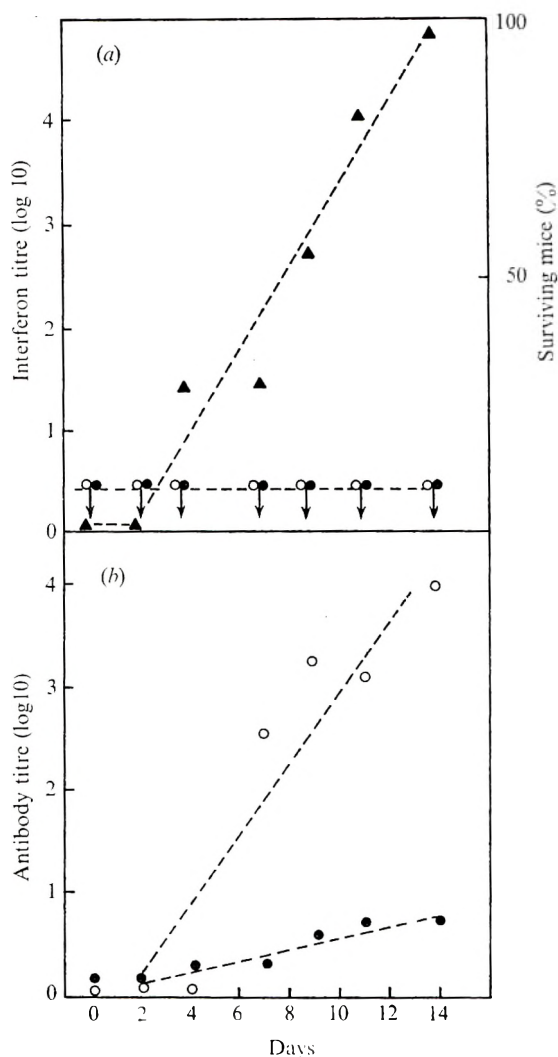 (a)
100
4
3
2
1
0
50
Interferon titre (log 10)
Surviving mice (%)
(b)
4
3
2
1
0
Antibody titre (log10)
0 2 4 6 8 10 12 14
Days